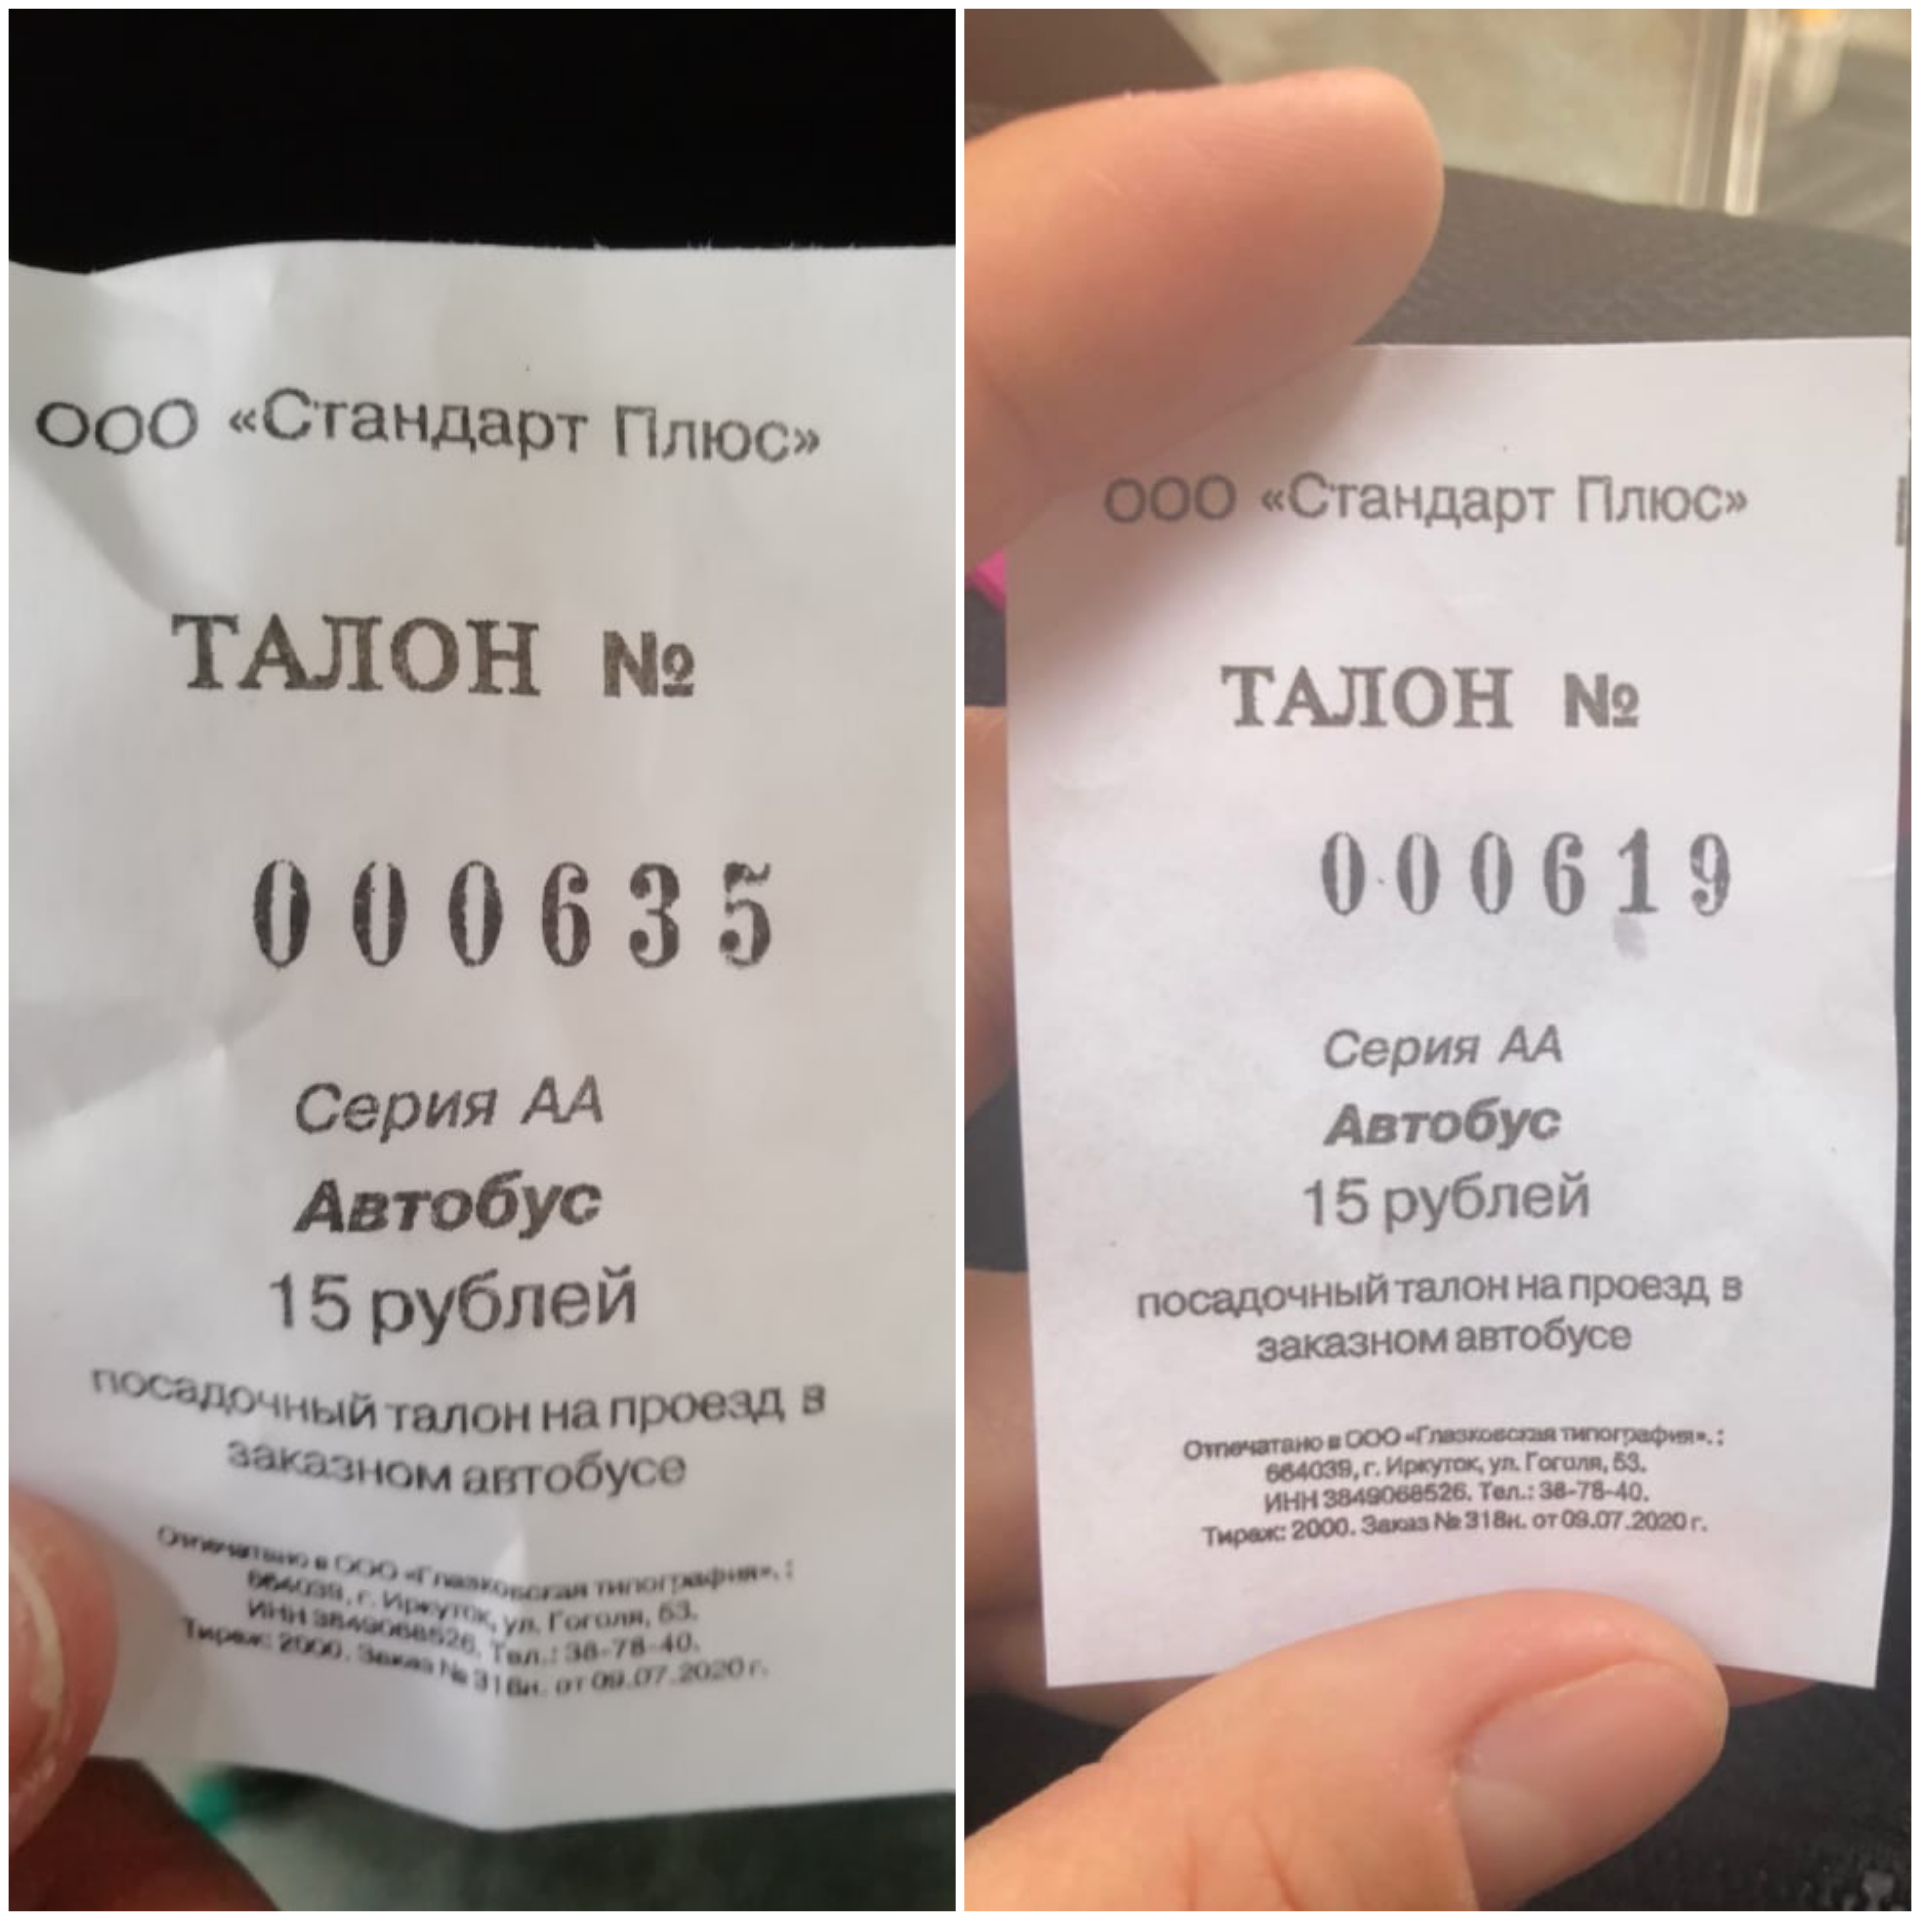 ООО «Стандарт Плюс»
ТАЛОН №
000635
Серия АА
Автобус
15 рублей
посадочный талон на проезд в
заказном автобусе
Отпечатано в ООО «Глазковская типография». :
664039, г. Иркутск, ул. Гоголя, 53.
ИНН 3849068526. Тел.: 38-78-40.
Тираж: 2000. Заказ № 318н. от 09.07.2020 г.
ООО «Стандарт Плюс»
ТАЛОН №
000619
Серия АА
Автобус
15 рублей
посадочный талон на проезд в
заказном автобусе
Отпечатано в ООО «Глазковская типография». :
664039, г. Иркутск, ул. Гоголя, 53.
ИНН 3849068526. Тел.: 38-78-40.
Тираж: 2000. Заказ № 318н. от 09.07.2020 г.